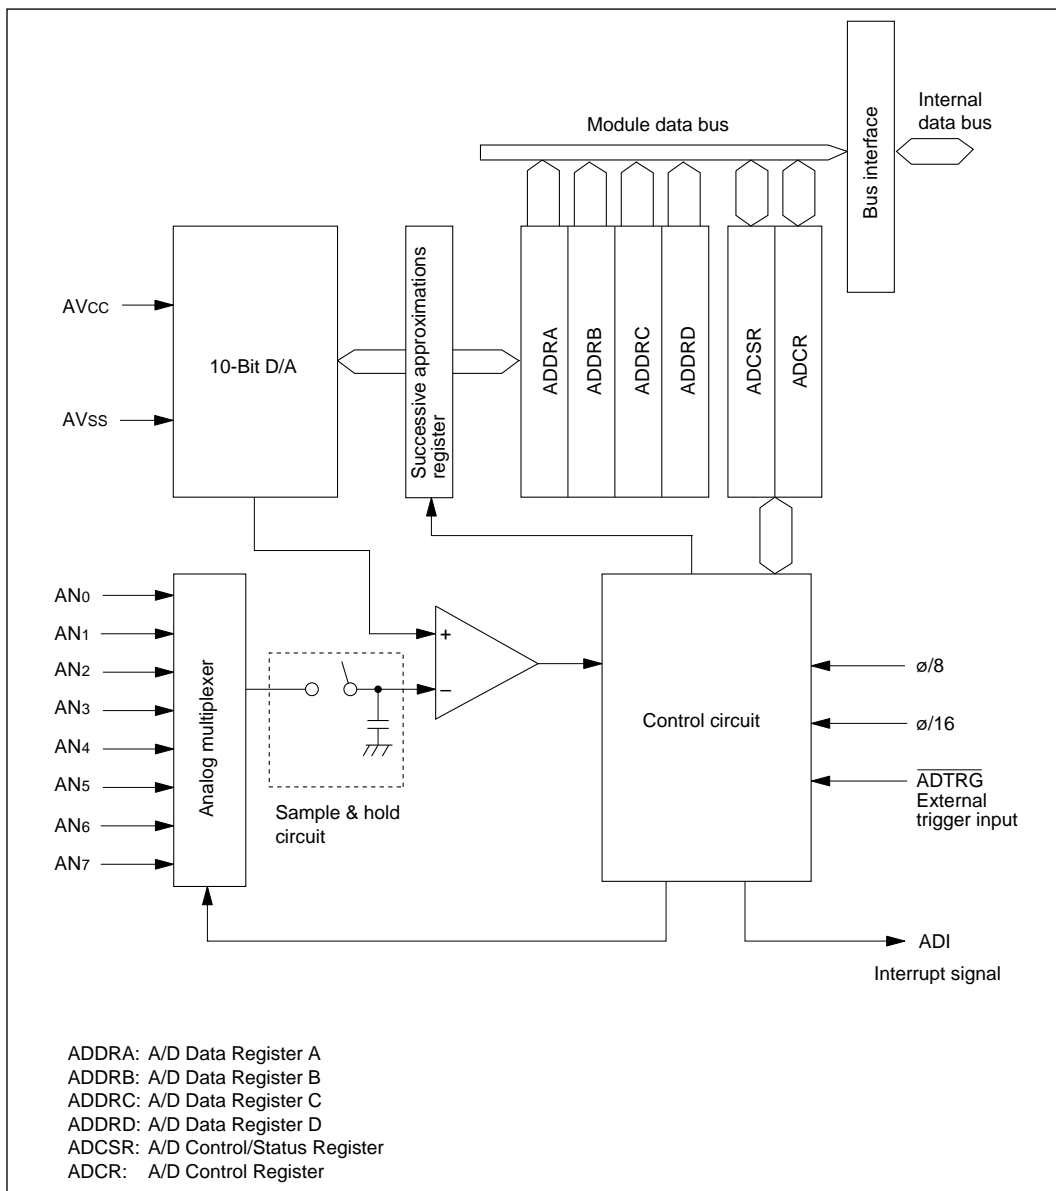 Internal
data bus
Module data bus
Bus interface
AVCC
AVSS
10-Bit D/A
Successive approximations
register
ADDRA
ADDRB
ADDRC
ADDRD
ADCSR
ADCR
AN0
AN1
AN2
AN3
AN4
AN5
AN6
AN7
Analog multiplexer
+
−
Sample & hold
circuit
Control circuit
ø/8
ø/16
ADTRG
External
trigger input
ADI
Interrupt signal
ADDRA: A/D Data Register A
ADDRB: A/D Data Register B
ADDRC: A/D Data Register C
ADDRD: A/D Data Register D
ADCSR: A/D Control/Status Register
ADCR: A/D Control Register